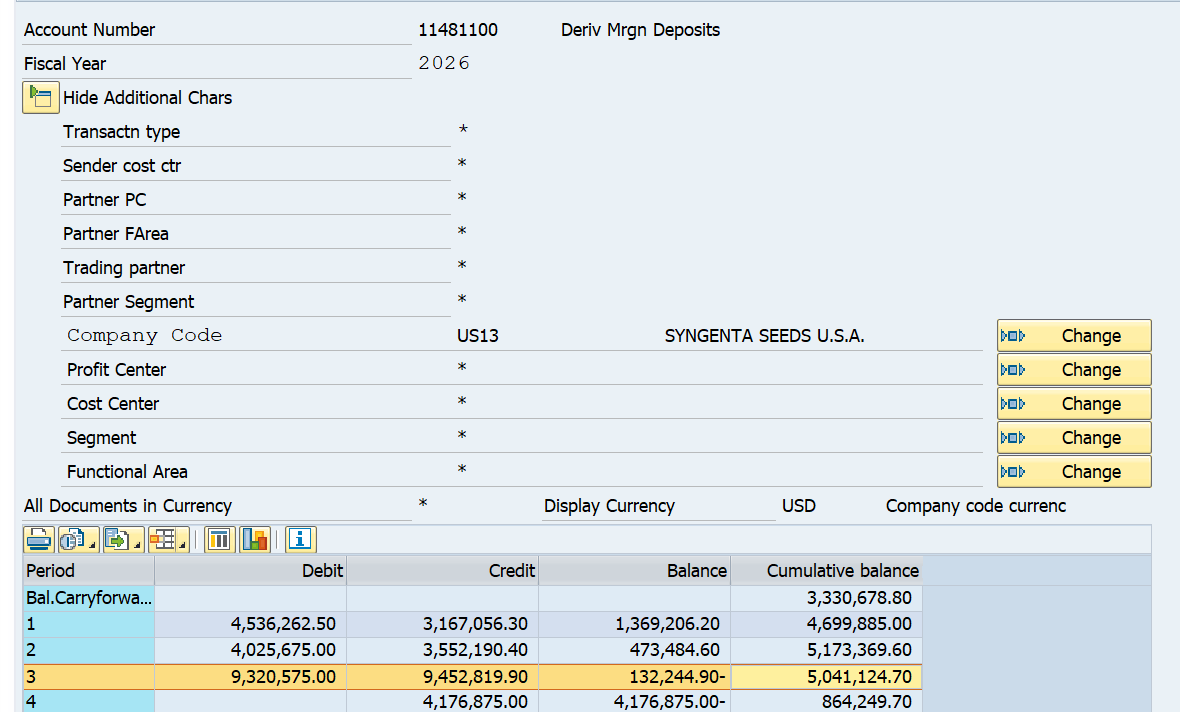 Account Number 11481100 Deriv Mrgn Deposits
Fiscal Year 2026
Hide Additional Chars
Transactn type *
Sender cost ctr *
Partner PC *
Partner FArea *
Trading partner *
Partner Segment *
Company Code US13 SYNGENTA SEEDS U.S.A. Change
Profit Center * Change
Cost Center * Change
Segment * Change
Functional Area * Change
All Documents in Currency * Display Currency USD Company code currenc
Period Debit Credit Balance Cumulative balance
Bal.Carryforwa... 3,330,678.80
1 4,536,262.50 3,167,056.30 1,369,206.20 4,699,885.00
2 4,025,675.00 3,552,190.40 473,484.60 5,173,369.60
3 9,320,575.00 9,452,819.90 132,244.90- 5,041,124.70
4 4,176,875.00 4,176,875.00- 864,249.70